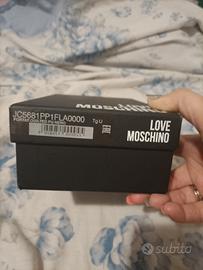 MOSCHINO
JC5681PP1FLA0000
Tg U
LOVE
MOSCHINO
subito